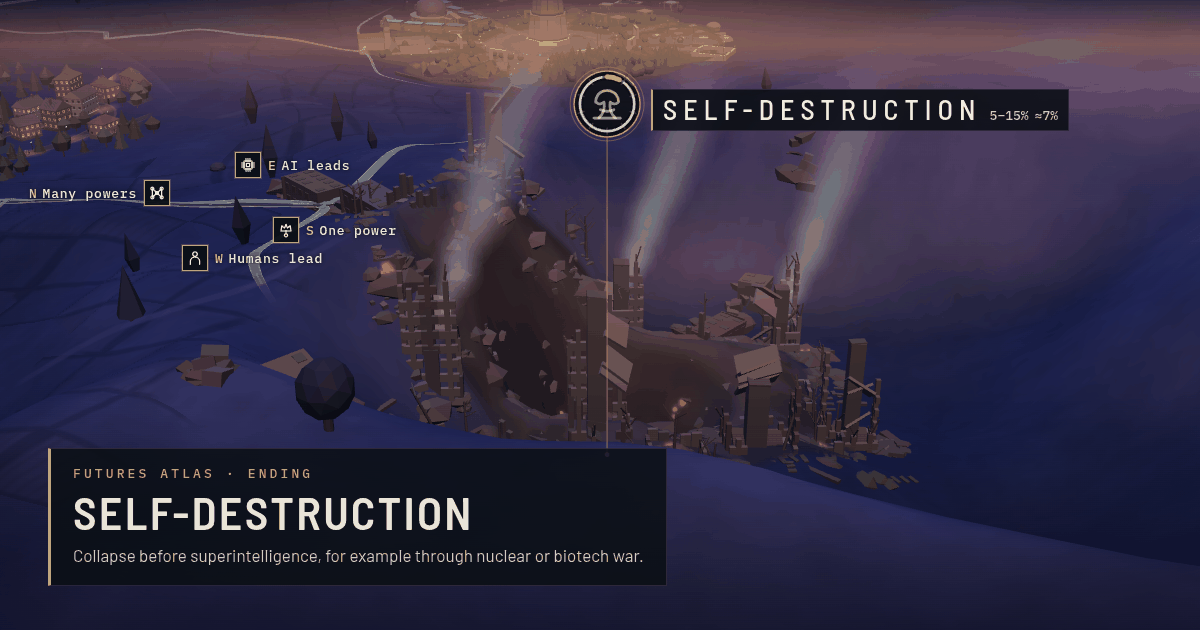 SELF-DESTRUCTION 5–15% ≈7%
E AI leads
N Many powers
S One power
W Humans lead
FUTURES ATLAS · ENDING
SELF-DESTRUCTION
Collapse before superintelligence, for example through nuclear or biotech war.